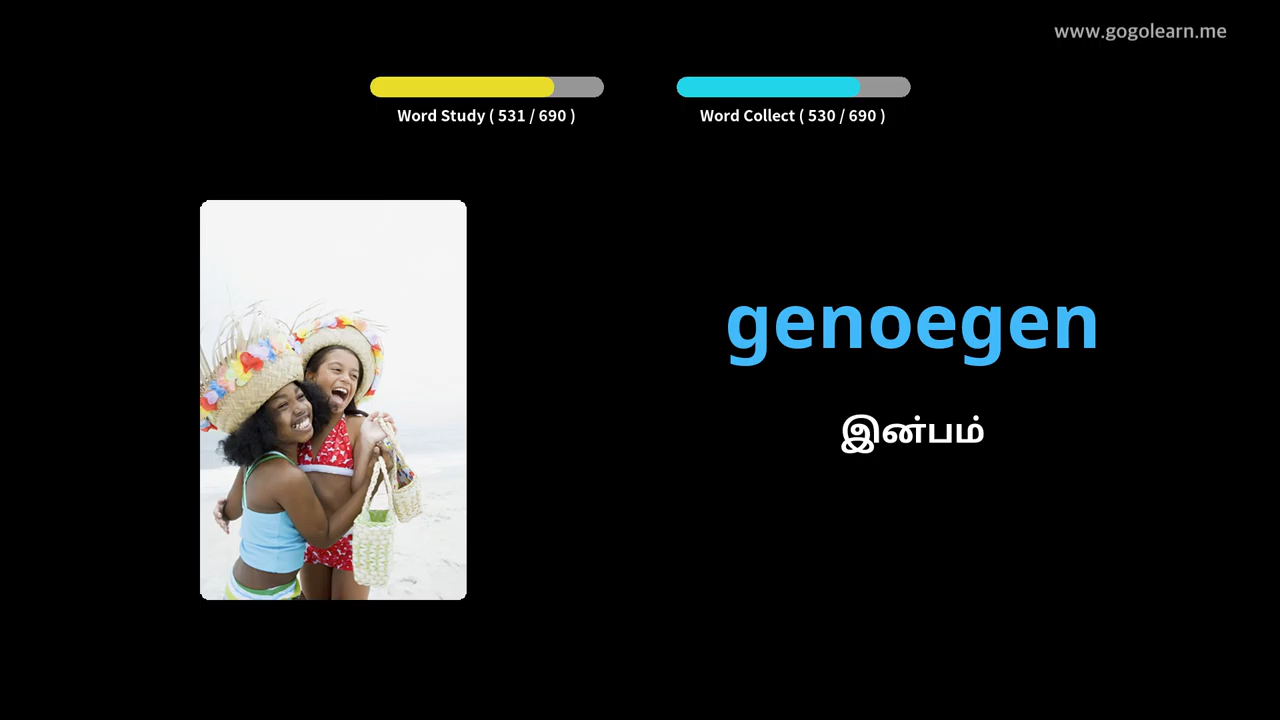 www.gogolearn.me
Word Study ( 531 / 690 )
Word Collect ( 530 / 690 )
genoegen
இன்பம்